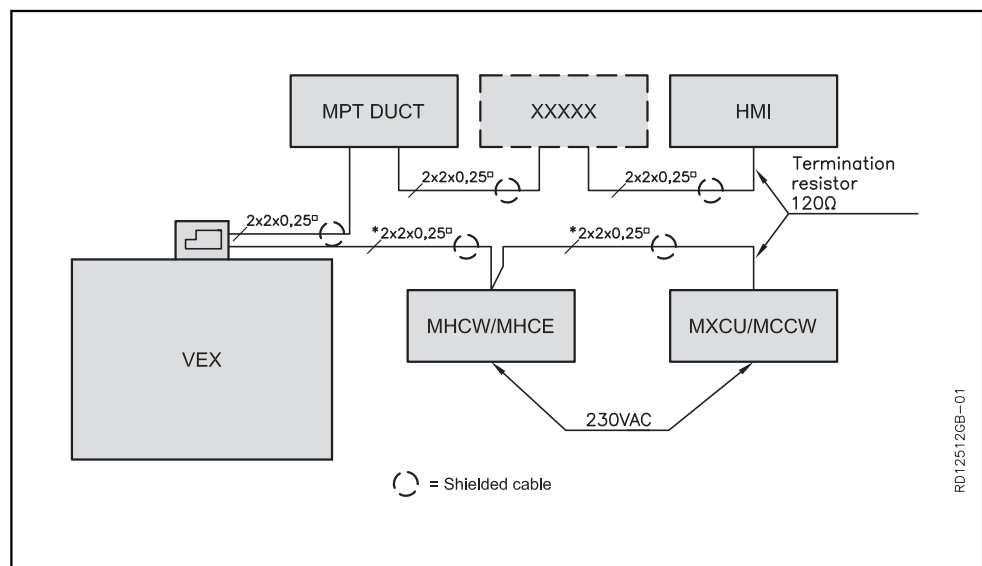 MPT DUCT
XXXXX
HMI
2x2x0,25▫
2x2x0,25▫
Termination
resistor
120Ω
2x2x0,25▫
*2x2x0,25▫
*2x2x0,25▫
VEX
MHCW/MHCE
MXCU/MCCW
230VAC
= Shielded cable
RD12512GB-01